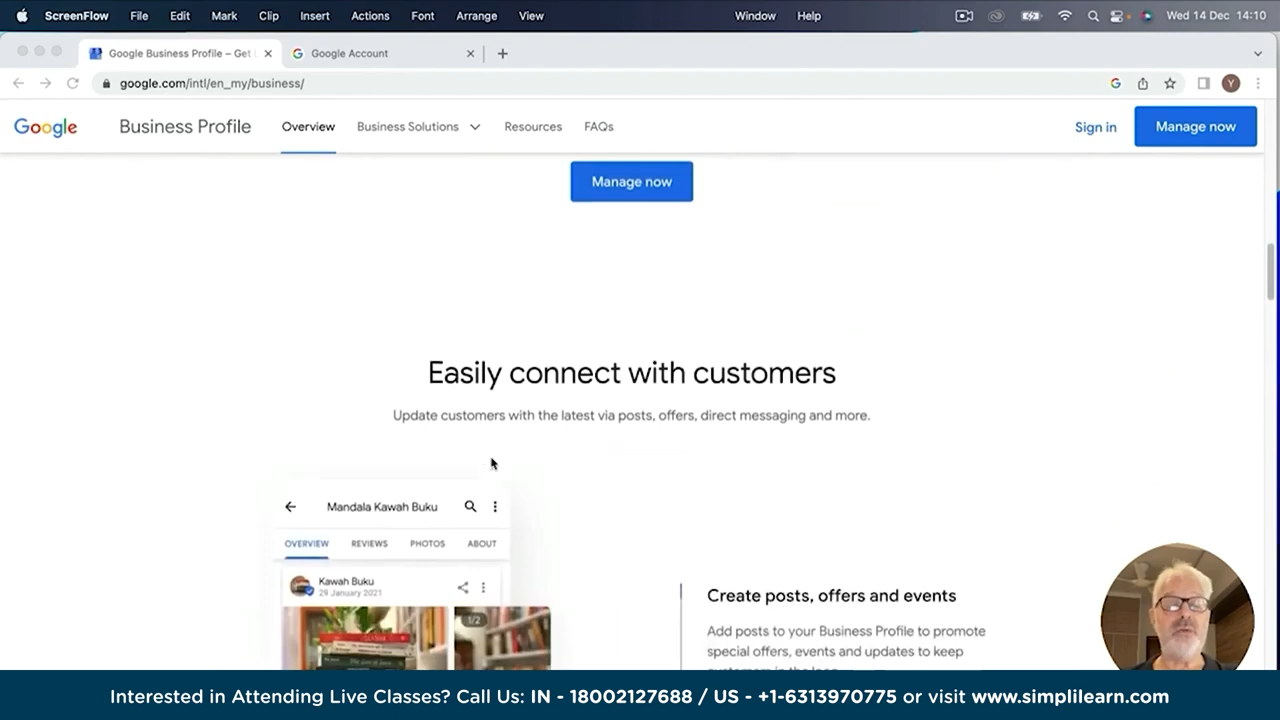 ScreenFlow File Edit Mark Clip Insert Actions Font Arrange View Window Help Wed 14 Dec 14:10
Google Business Profile – Get Google Account
google.com/intl/en_my/business/ Y
Google Business Profile Overview Business Solutions Resources FAQs Sign in Manage now
Manage now
Easily connect with customers
Update customers with the latest via posts, offers, direct messaging and more.
Mandala Kawah Buku
OVERVIEW REVIEWS PHOTOS ABOUT
Kawah Buku
29 January 2021
1/2
Create posts, offers and events
Add posts to your Business Profile to promote
special offers, events and updates to keep
customers in the loop
Interested in Attending Live Classes? Call Us: IN - 18002127688 / US - +1-6313970775 or visit www.simplilearn.com